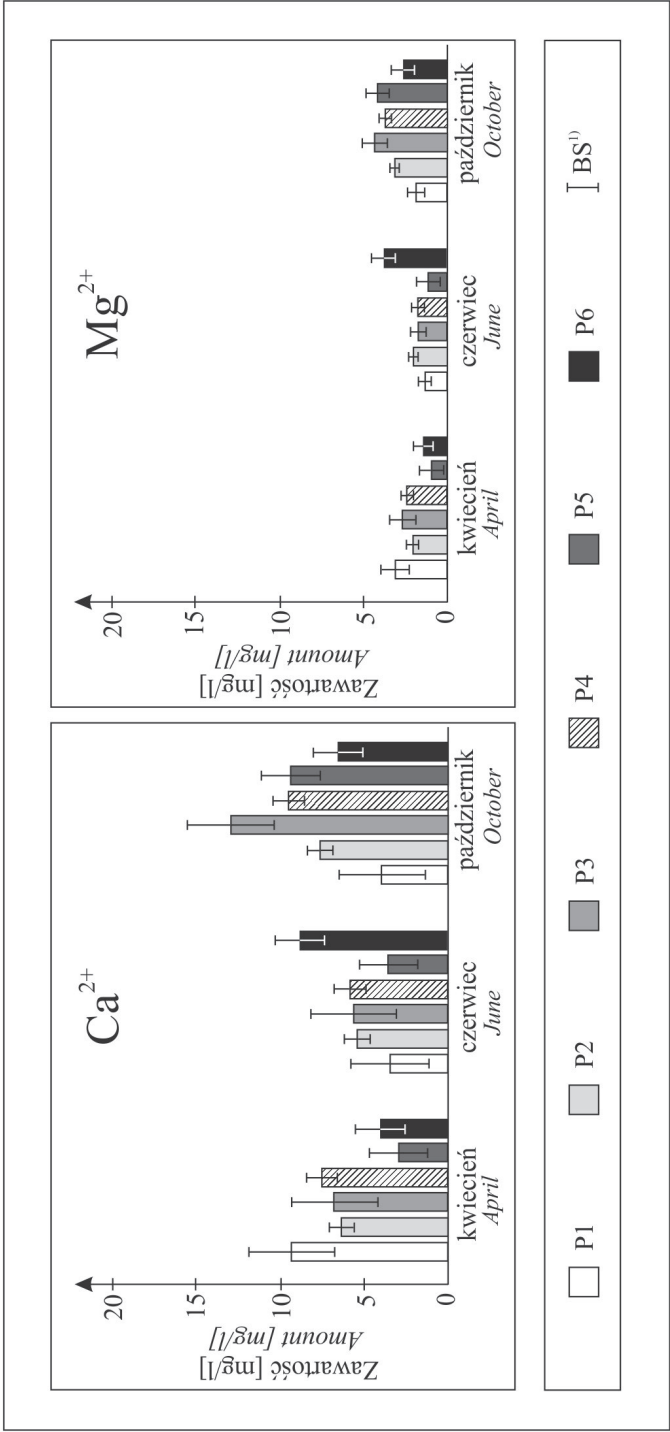 Ca²⁺
Zawartość [mg/l]
Amount [mg/l]
20
15
10
5
0
kwiecień
April
czerwiec
June
październik
October
Mg²⁺
Zawartość [mg/l]
Amount [mg/l]
20
15
10
5
0
kwiecień
April
czerwiec
June
październik
October
P1 P2 P3 P4 P5 P6 BS¹⁾